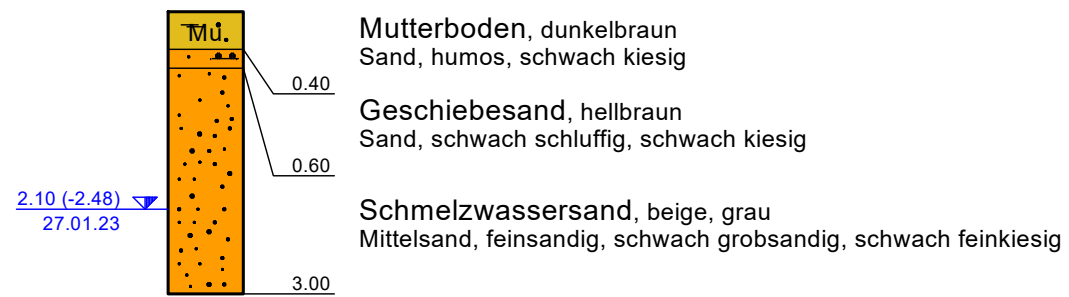 Mu.
Mutterboden, dunkelbraun
Sand, humos, schwach kiesig
0.40
Geschiebesand, hellbraun
Sand, schwach schluffig, schwach kiesig
0.60
2.10 (-2.48)
27.01.23
Schmelzwassersand, beige, grau
Mittelsand, feinsandig, schwach grobsandig, schwach feinkiesig
3.00